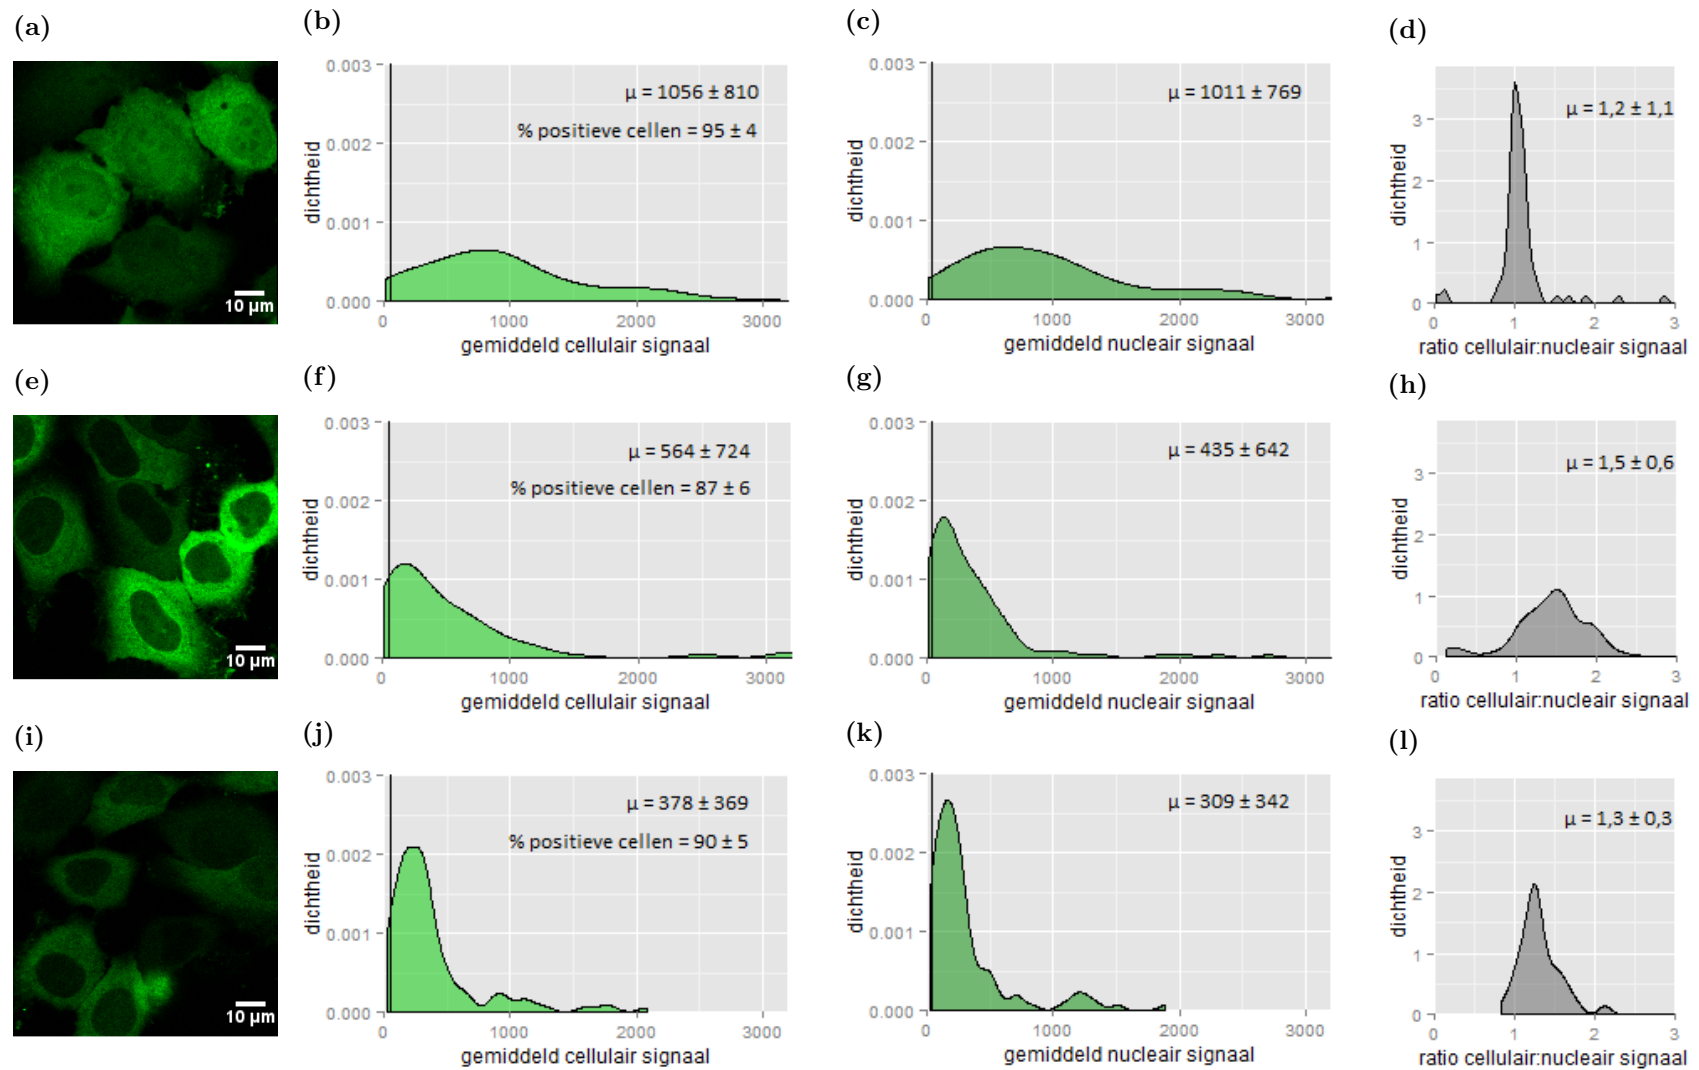 (a)
10 µm
(b)
0.003
0.002
0.001
0.000
dichtheid
µ = 1056 ± 810
% positieve cellen = 95 ± 4
0 1000 2000 3000
gemiddeld cellulair signaal
(c)
0.003
0.002
0.001
0.000
dichtheid
µ = 1011 ± 769
0 1000 2000 3000
gemiddeld nucleair signaal
(d)
3
2
1
0
dichtheid
µ = 1,2 ± 1,1
0 1 2 3
ratio cellulair:nucleair signaal
(e)
10 µm
(f)
0.003
0.002
0.001
0.000
dichtheid
µ = 564 ± 724
% positieve cellen = 87 ± 6
0 1000 2000 3000
gemiddeld cellulair signaal
(g)
0.003
0.002
0.001
0.000
dichtheid
µ = 435 ± 642
0 1000 2000 3000
gemiddeld nucleair signaal
(h)
3
2
1
0
dichtheid
µ = 1,5 ± 0,6
0 1 2 3
ratio cellulair:nucleair signaal
(i)
10 µm
(j)
0.003
0.002
0.001
0.000
dichtheid
µ = 378 ± 369
% positieve cellen = 90 ± 5
0 1000 2000 3000
gemiddeld cellulair signaal
(k)
0.003
0.002
0.001
0.000
dichtheid
µ = 309 ± 342
0 1000 2000 3000
gemiddeld nucleair signaal
(l)
3
2
1
0
dichtheid
µ = 1,3 ± 0,3
0 1 2 3
ratio cellulair:nucleair signaal